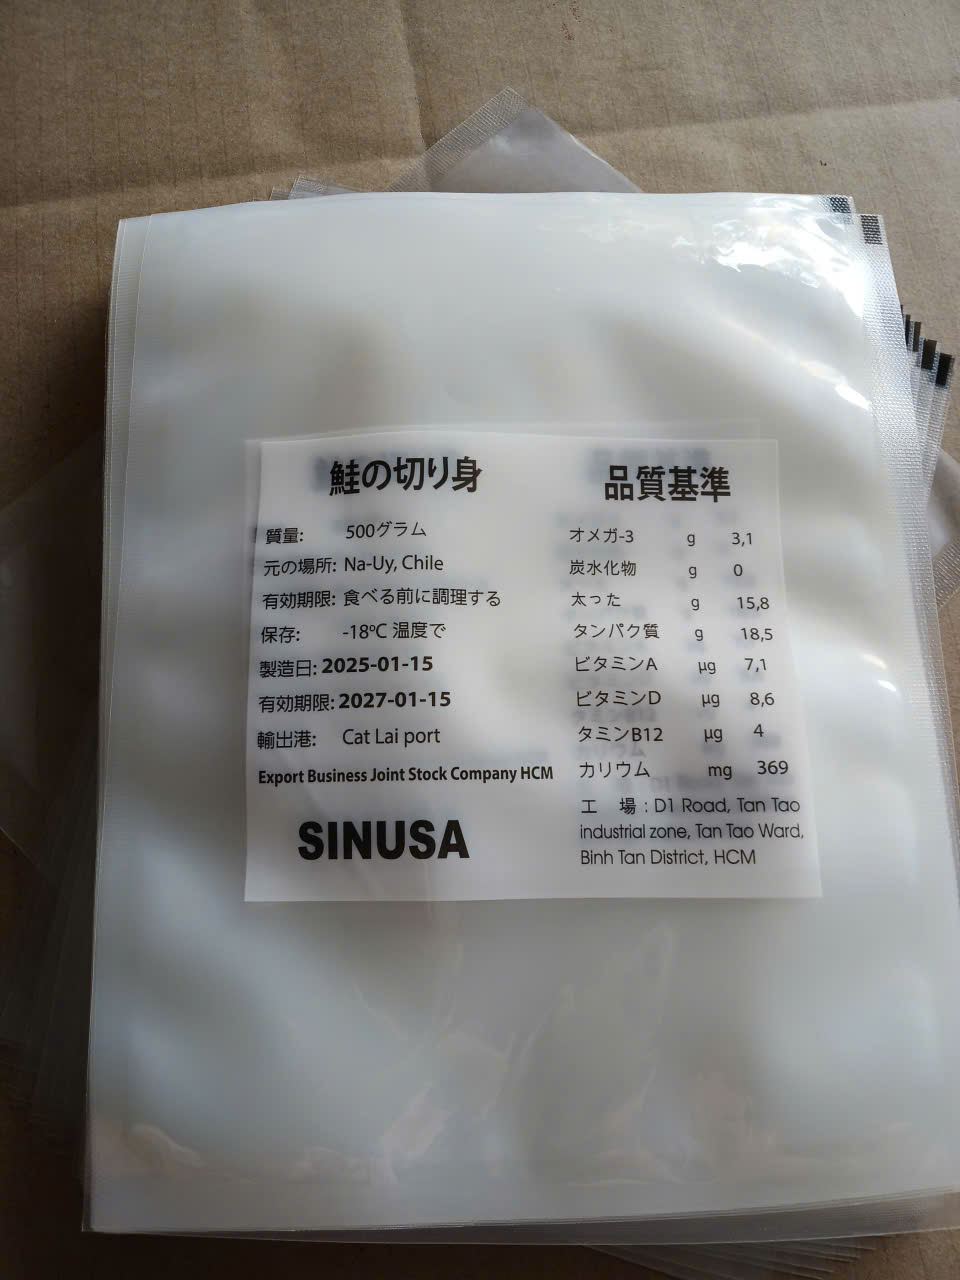 鮭の切り身
質量: 500グラム
元の場所: Na-Uy, Chile
有効期限: 食べる前に調理する
保存: -18ºC 温度で
製造日: 2025-01-15
有効期限: 2027-01-15
輸出港: Cat Lai port
Export Business Joint Stock Company HCM
SINUSA
品質基準
オメガ-3 g 3,1
炭水化物 g 0
太った g 15,8
タンパク質 g 18,5
ビタミンA µg 7,1
ビタミンD µg 8,6
タミンB12 µg 4
カリウム mg 369
工 場 : D1 Road, Tan Tao
industrial zone, Tan Tao Ward,
Binh Tan District, HCM